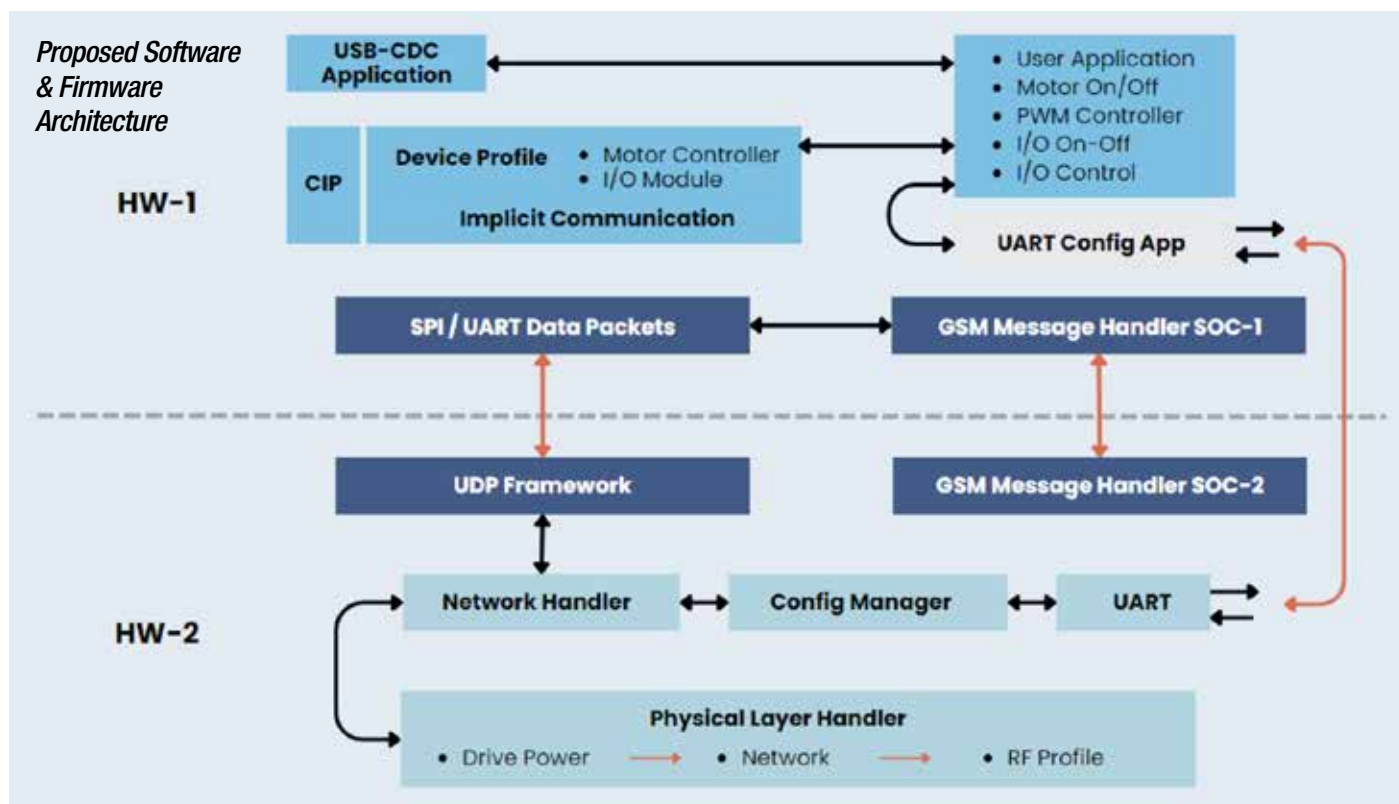 Proposed Software
& Firmware
Architecture
USB-CDC
Application
• User Application
• Motor On/Off
• PWM Controller
• I/O On-Off
• I/O Control
HW-1
CIP
Device Profile
• Motor Controller
• I/O Module
Implicit Communication
UART Config App
SPI / UART Data Packets
GSM Message Handler SOC-1
UDP Framework
GSM Message Handler SOC-2
HW-2
Network Handler
Config Manager
UART
Physical Layer Handler
• Drive Power
• Network
• RF Profile